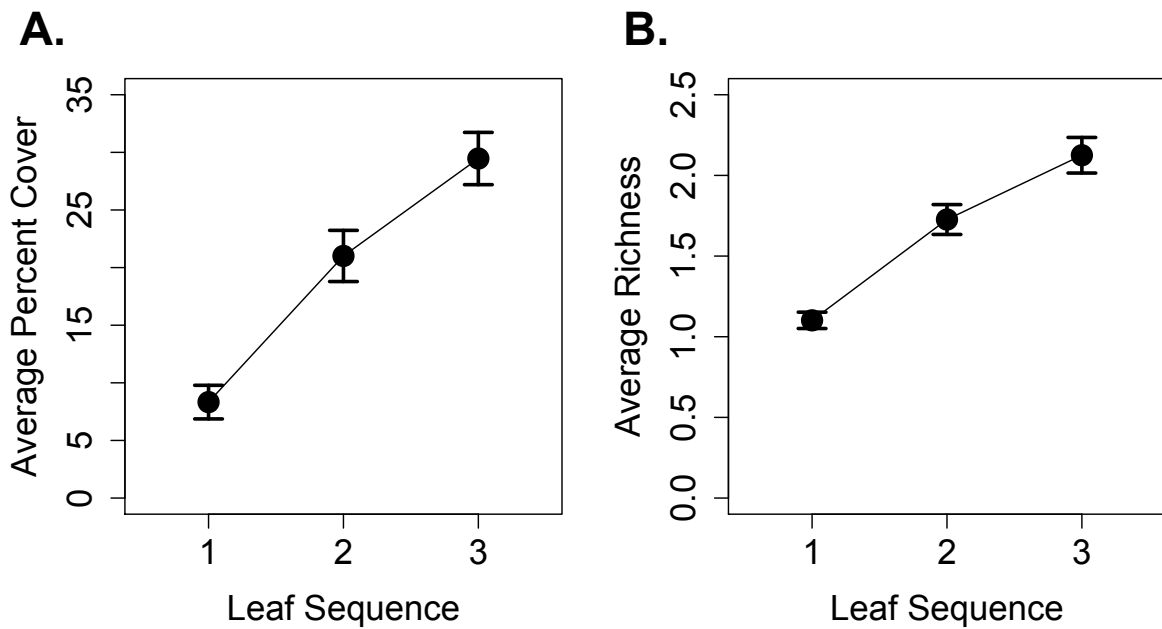 A.
Average Percent Cover
35
25
15
5
0
1 2 3
Leaf Sequence
B.
Average Richness
2.5
2.0
1.5
1.0
0.5
0.0
1 2 3
Leaf Sequence